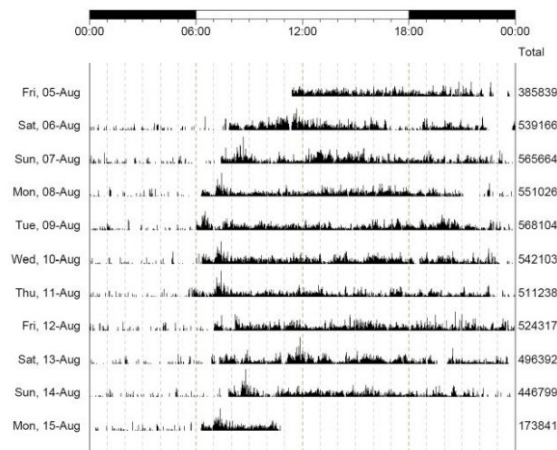 00:00 06:00 12:00 18:00 00:00
Total
Fri, 05-Aug 385839
Sat, 06-Aug 539166
Sun, 07-Aug 565664
Mon, 08-Aug 551026
Tue, 09-Aug 568104
Wed, 10-Aug 542103
Thu, 11-Aug 511238
Fri, 12-Aug 524317
Sat, 13-Aug 496392
Sun, 14-Aug 446799
Mon, 15-Aug 173841